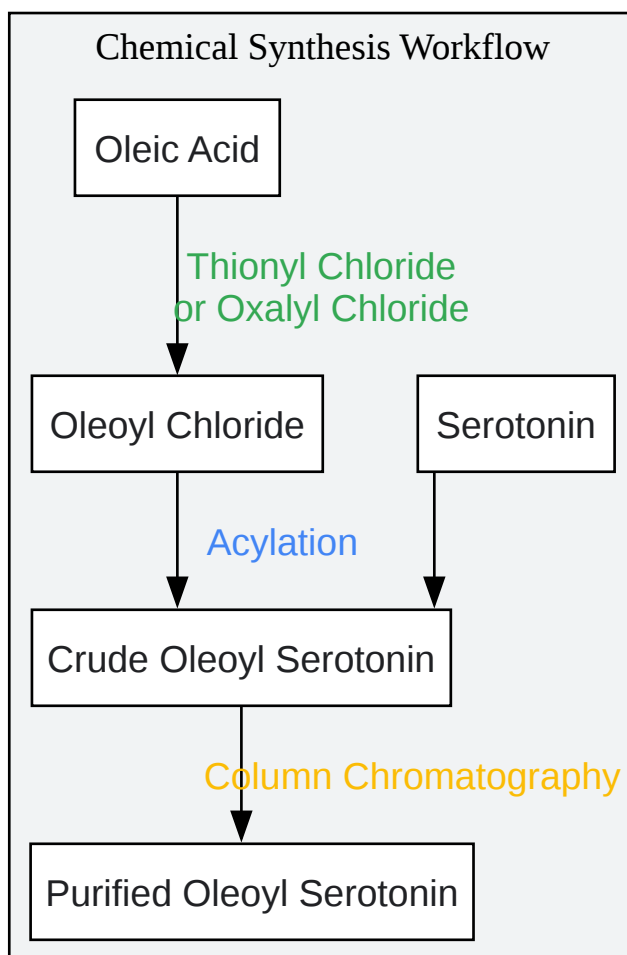 Chemical Synthesis Workflow
Oleic Acid
Thionyl Chloride
or Oxalyl Chloride
Oleoyl Chloride
Serotonin
Acylation
Crude Oleoyl Serotonin
Column Chromatography
Purified Oleoyl Serotonin